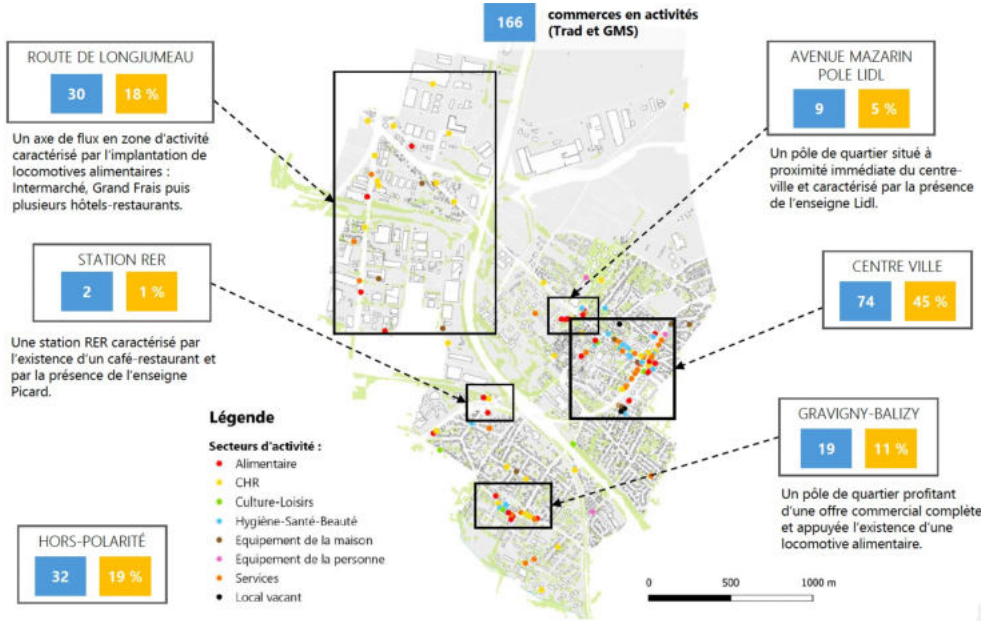 166
commerces en activités
(Trad et GMS)
ROUTE DE LONGJUMEAU
30
18 %
Un axe de flux en zone d'activité
caractérisé par l'implantation de
locomotives alimentaires :
Intermarché, Grand Frais puis
plusieurs hôtels-restaurants.
AVENUE MAZARIN
POLE LIDL
9
5 %
Un pôle de quartier situé à
proximité immédiate du centre-
ville et caractérisé par la présence
de l'enseigne Lidl.
STATION RER
2
1 %
Une station RER caractérisé par
l'existence d'un café-restaurant et
par la présence de l'enseigne
Picard.
CENTRE VILLE
74
45 %
GRAVIGNY-BALIZY
19
11 %
Un pôle de quartier profitant
d'une offre commercial complète
et appuyée l'existence d'une
locomotive alimentaire.
Légende
Secteurs d'activité :
Alimentaire
CHR
Culture-Loisirs
Hygiène-Santé-Beauté
Equipement de la maison
Equipement de la personne
Services
Local vacant
HORS-POLARITÉ
32
19 %
0 500 1000 m